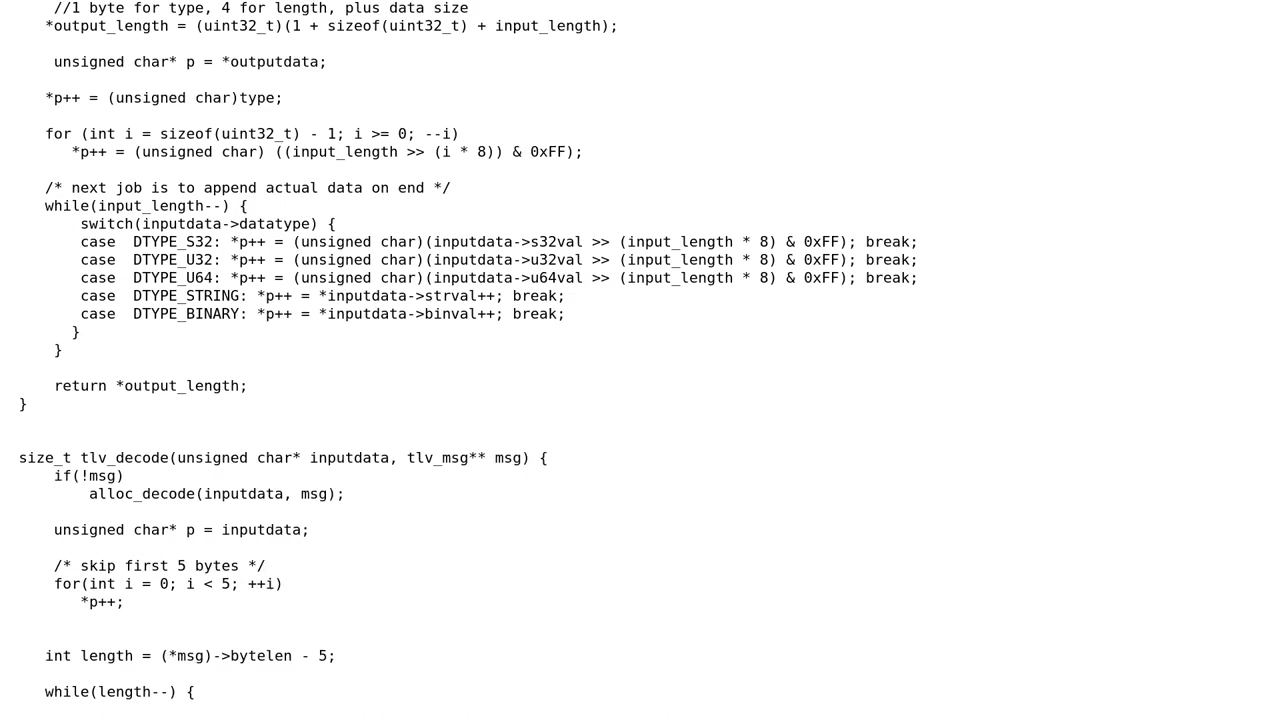 //1 byte for type, 4 for length, plus data size
*output_length = (uint32_t)(1 + sizeof(uint32_t) + input_length);
unsigned char* p = *outputdata;
*p++ = (unsigned char)type;
for (int i = sizeof(uint32_t) - 1; i >= 0; --i)
*p++ = (unsigned char) ((input_length >> (i * 8)) & 0xFF);
/* next job is to append actual data on end */
while(input_length--) {
switch(inputdata->datatype) {
case  DTYPE_S32: *p++ = (unsigned char)(inputdata->s32val >> (input_length * 8) & 0xFF); break;
case  DTYPE_U32: *p++ = (unsigned char)(inputdata->u32val >> (input_length * 8) & 0xFF); break;
case  DTYPE_U64: *p++ = (unsigned char)(inputdata->u64val >> (input_length * 8) & 0xFF); break;
case  DTYPE_STRING: *p++ = *inputdata->strval++; break;
case  DTYPE_BINARY: *p++ = *inputdata->binval++; break;
}
}
return *output_length;
}
size_t tlv_decode(unsigned char* inputdata, tlv_msg** msg) {
if(!msg)
alloc_decode(inputdata, msg);
unsigned char* p = inputdata;
/* skip first 5 bytes */
for(int i = 0; i < 5; ++i)
*p++;
int length = (*msg)->bytelen - 5;
while(length--) {